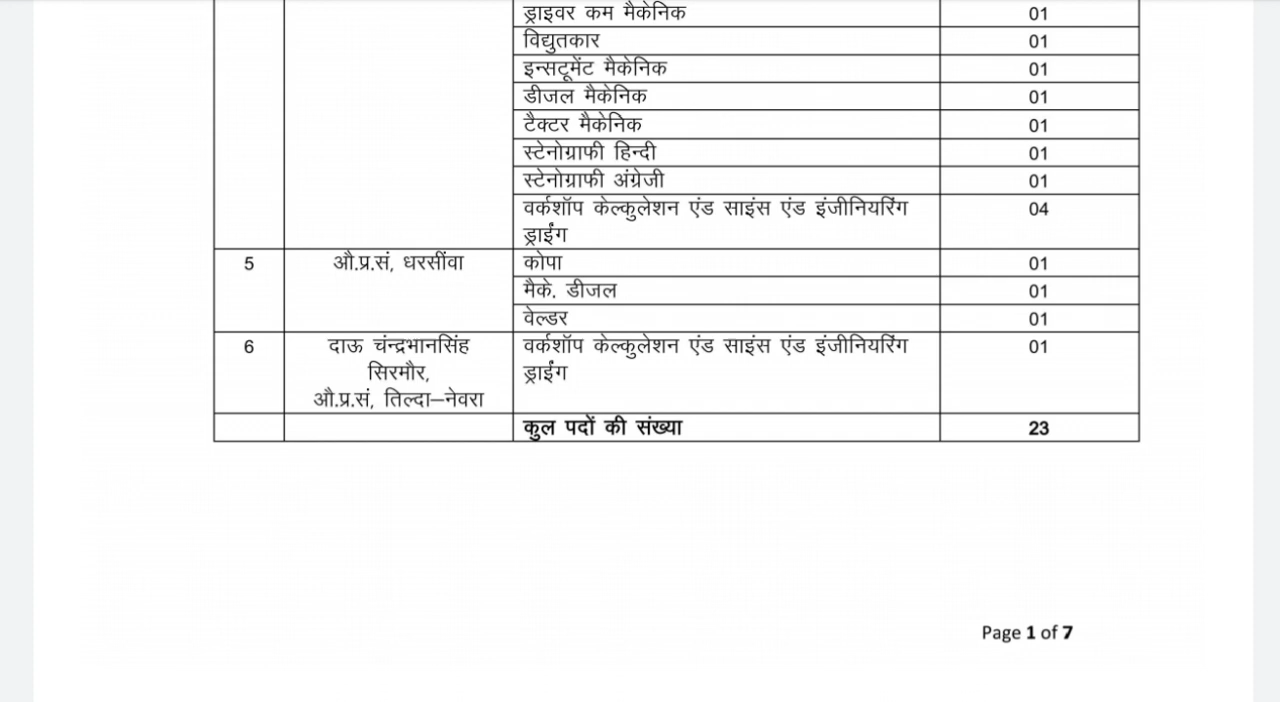 ड्राइवर कम मैकेनिक 01
विद्युतकार 01
इन्सटूमेंट मैकेनिक 01
डीजल मैकेनिक 01
टैक्टर मैकेनिक 01
स्टेनोग्राफी हिन्दी 01
स्टेनोग्राफी अंग्रेजी 01
वर्कशॉप केल्कुलेशन एंड साइंस एंड इंजीनियरिंग 04
ड्राईंग
5 औ.प्र.सं, धरसींवा कोपा 01
मैके. डीजल 01
वेल्डर 01
6 दाऊ चंन्द्रभानसिंह वर्कशॉप केल्कुलेशन एंड साइंस एंड इंजीनियरिंग 01
सिरमौर, ड्राईंग
औ.प्र.सं, तिल्दा–नेवरा
कुल पदों की संख्या 23
Page 1 of 7